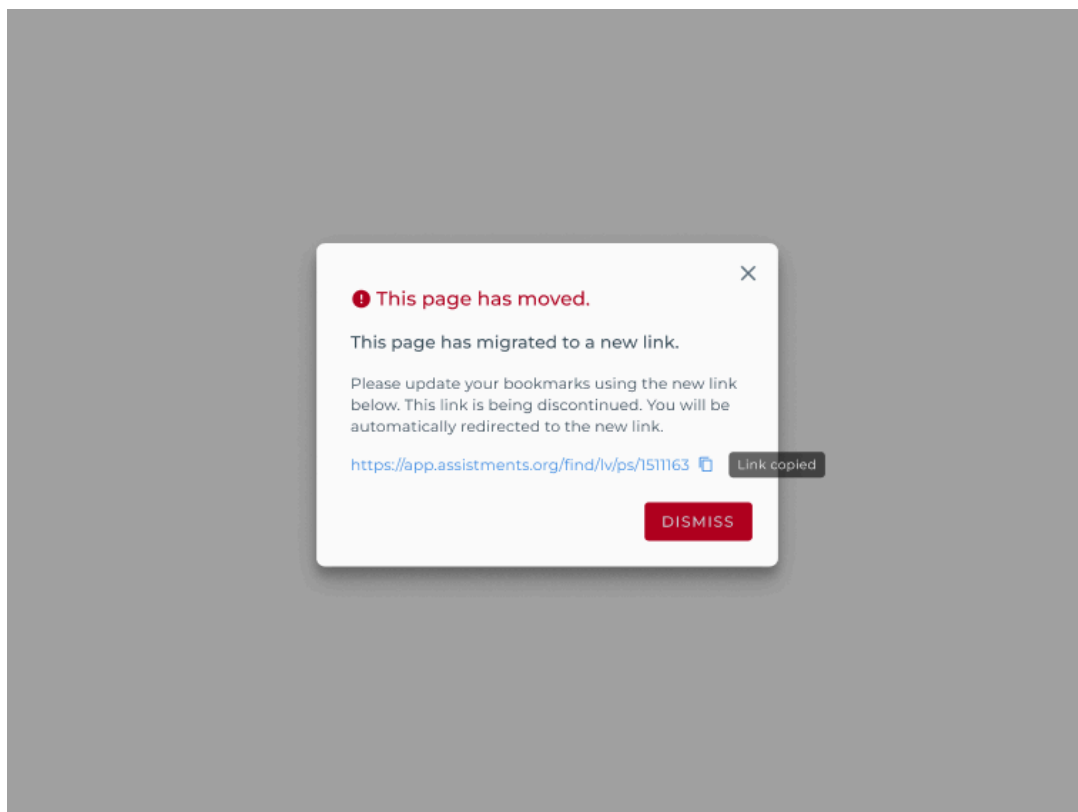 This page has moved.
This page has migrated to a new link.
Please update your bookmarks using the new link
below. This link is being discontinued. You will be
automatically redirected to the new link.
https://app.assistments.org/find/lv/ps/1511163 Link copied
DISMISS